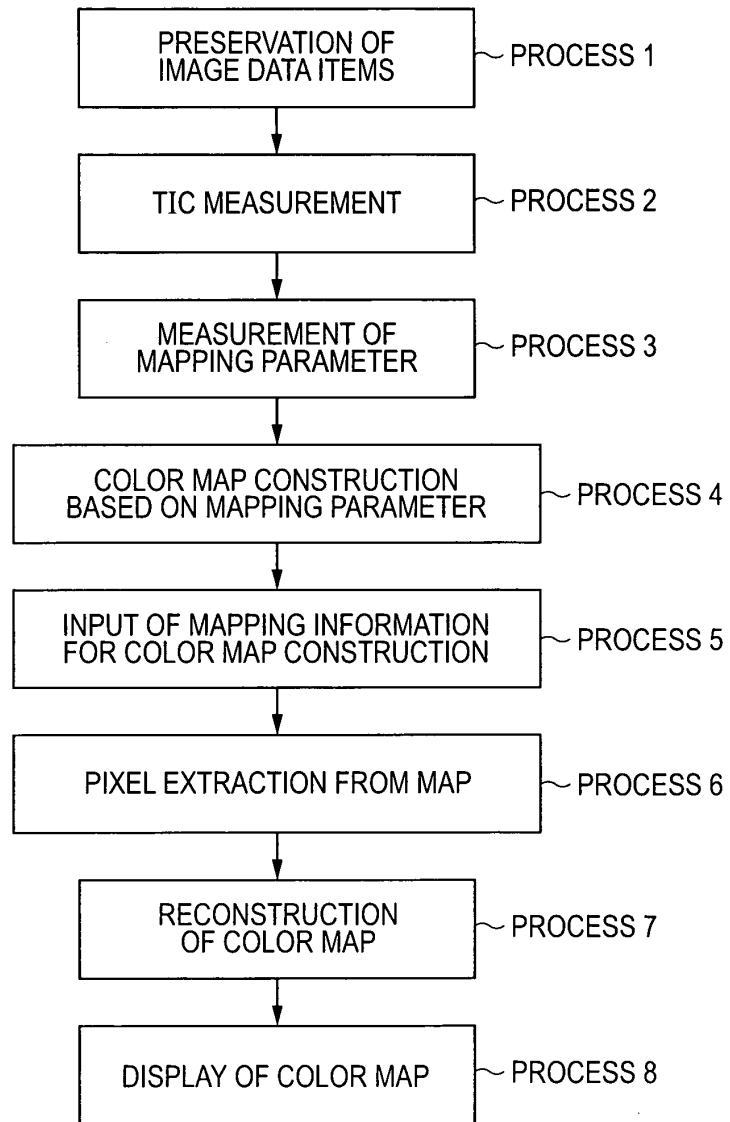 PRESERVATION OF
IMAGE DATA ITEMS
PROCESS 1
TIC MEASUREMENT
PROCESS 2
MEASUREMENT OF
MAPPING PARAMETER
PROCESS 3
COLOR MAP CONSTRUCTION
BASED ON MAPPING PARAMETER
PROCESS 4
INPUT OF MAPPING INFORMATION
FOR COLOR MAP CONSTRUCTION
PROCESS 5
PIXEL EXTRACTION FROM MAP
PROCESS 6
RECONSTRUCTION
OF COLOR MAP
PROCESS 7
DISPLAY OF COLOR MAP
PROCESS 8